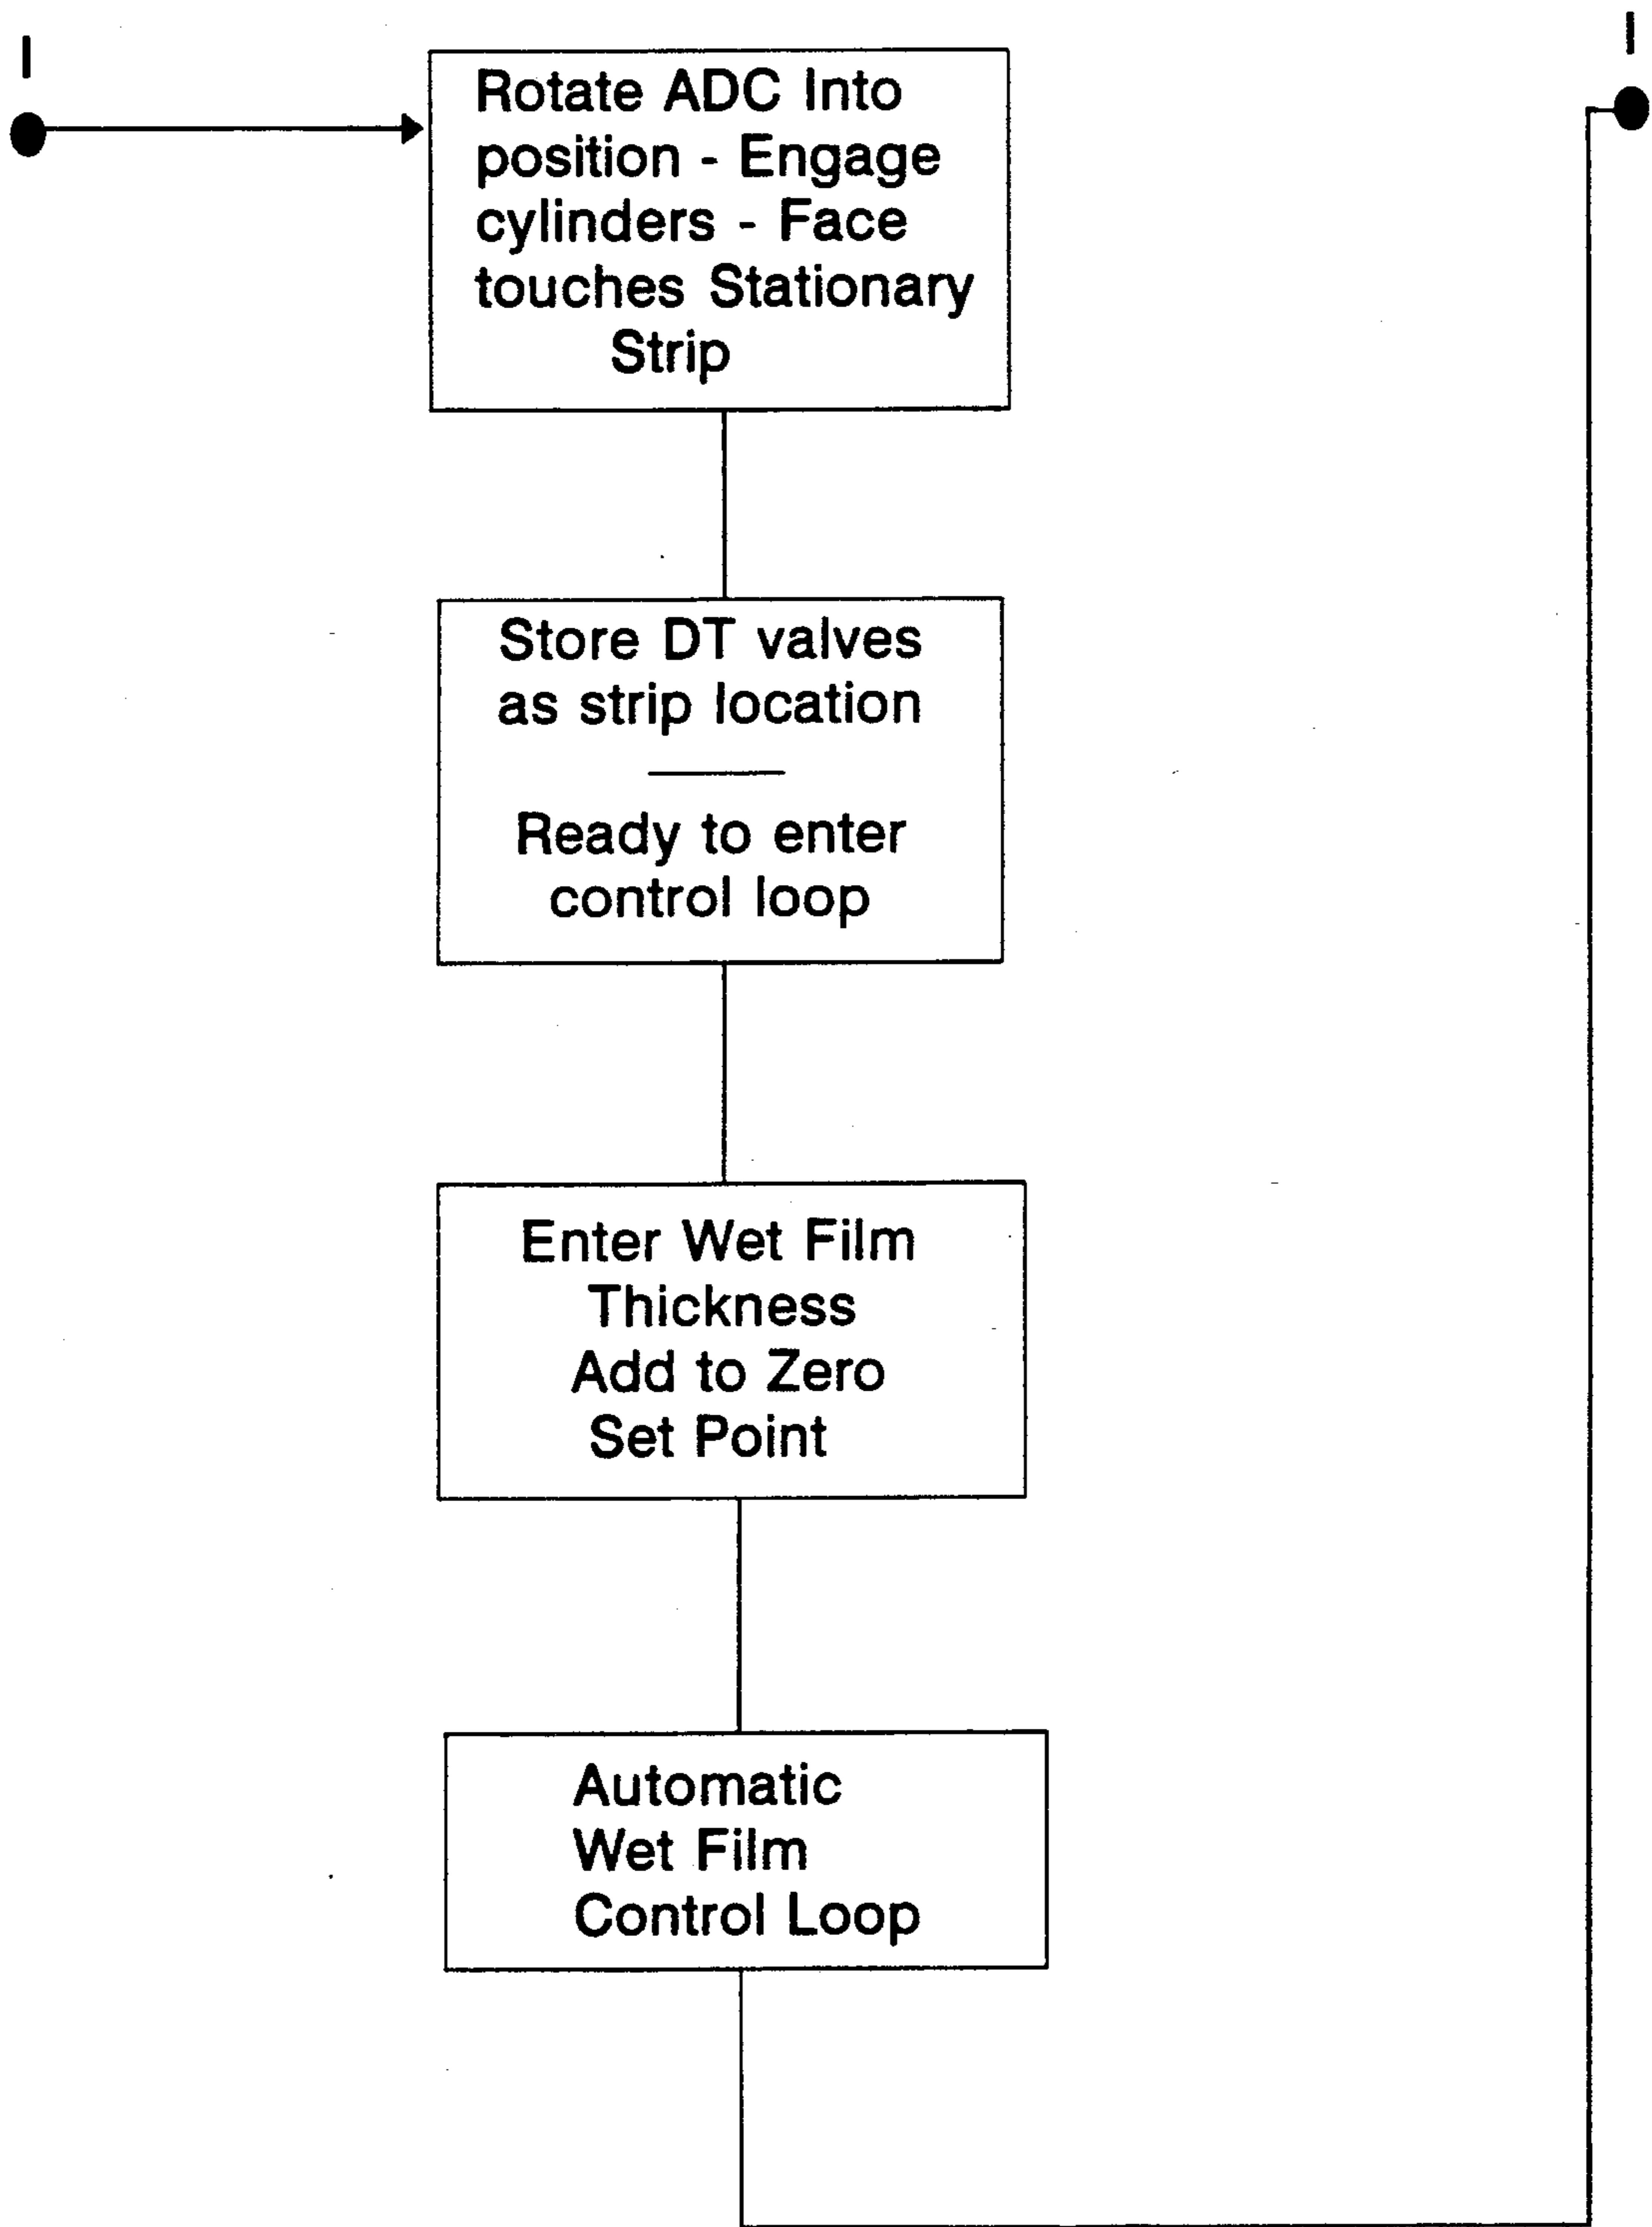 I
I
Rotate ADC Into
position - Engage
cylinders - Face
touches Stationary
Strip
Store DT valves
as strip location
Ready to enter
control loop
Enter Wet Film
Thickness
Add to Zero
Set Point
Automatic
Wet Film
Control Loop